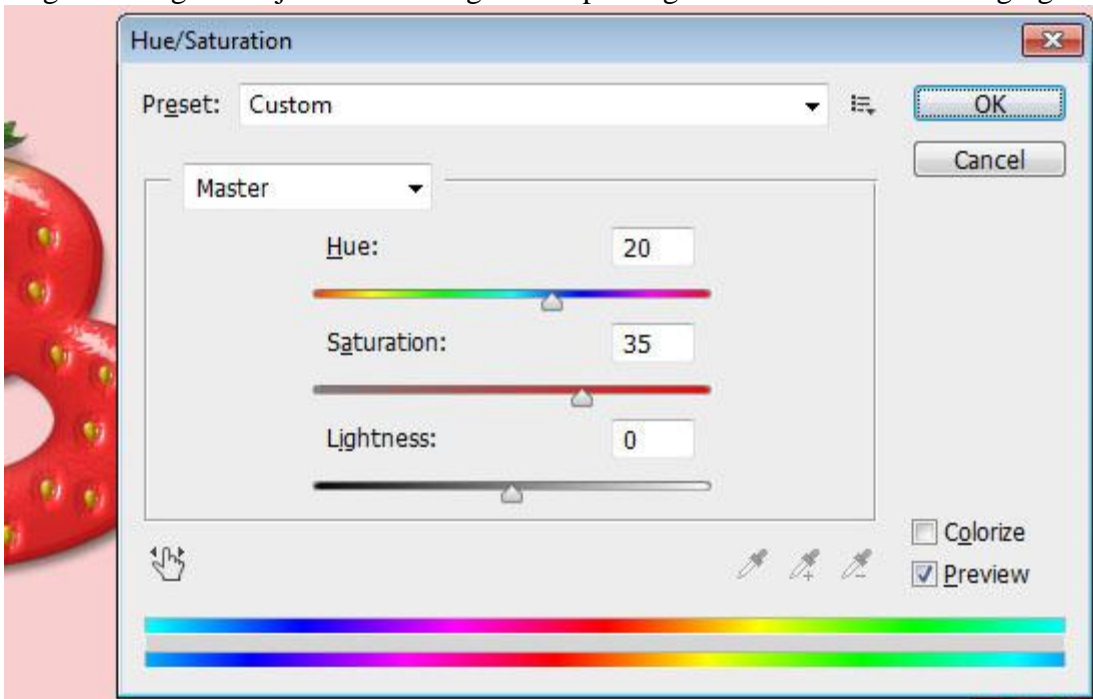 Hue/Saturation
Preset: Custom
OK
Cancel
Master
Hue: 20
Saturation: 35
Lightness: 0
Colorize
Preview